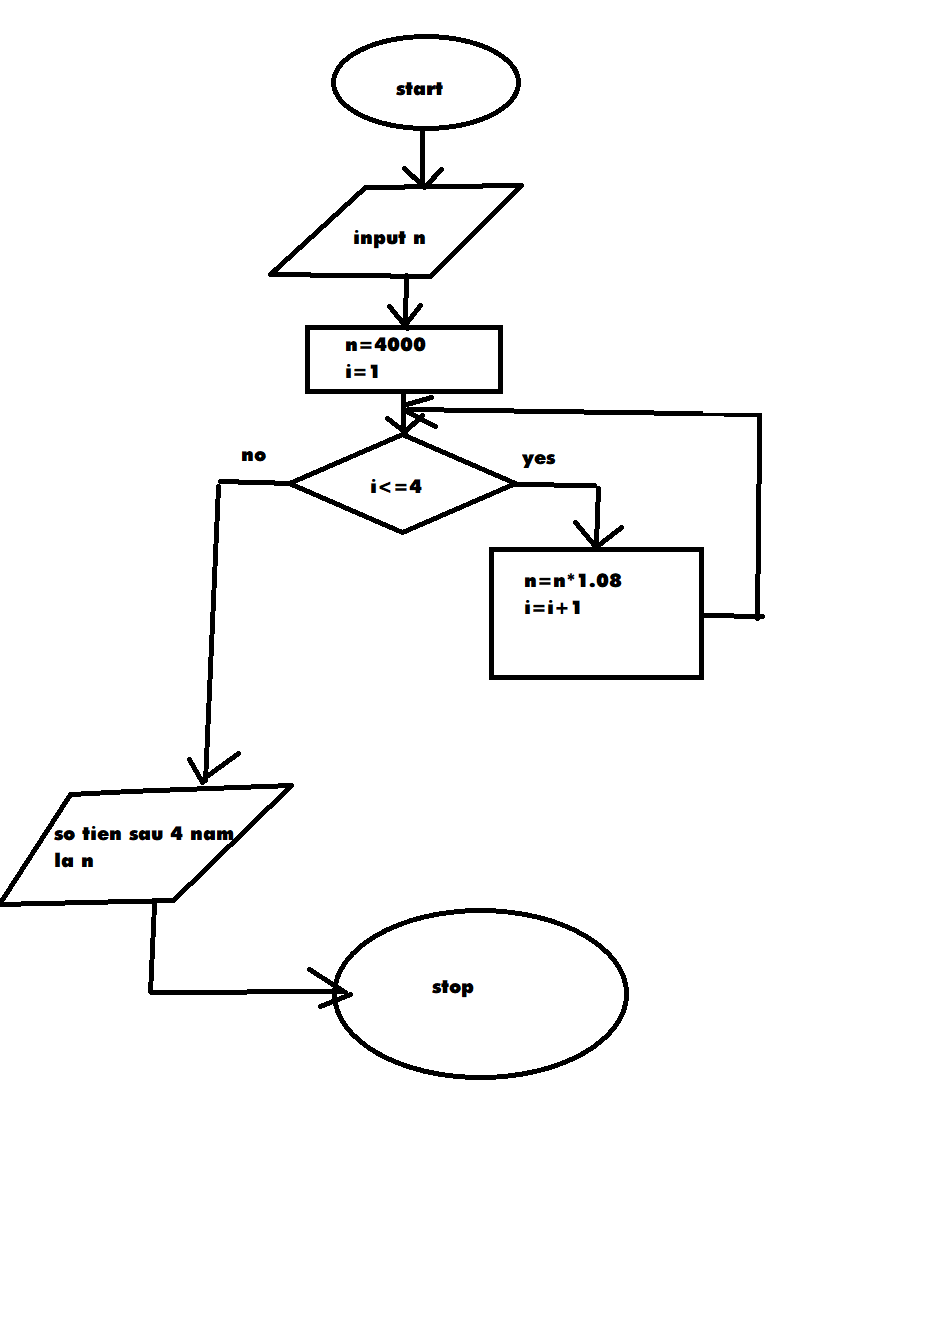 start
input n
n=4000
i=1
no
yes
i<=4
n=n*1.08
i=i+1
so tien sau 4 nam
la n
stop